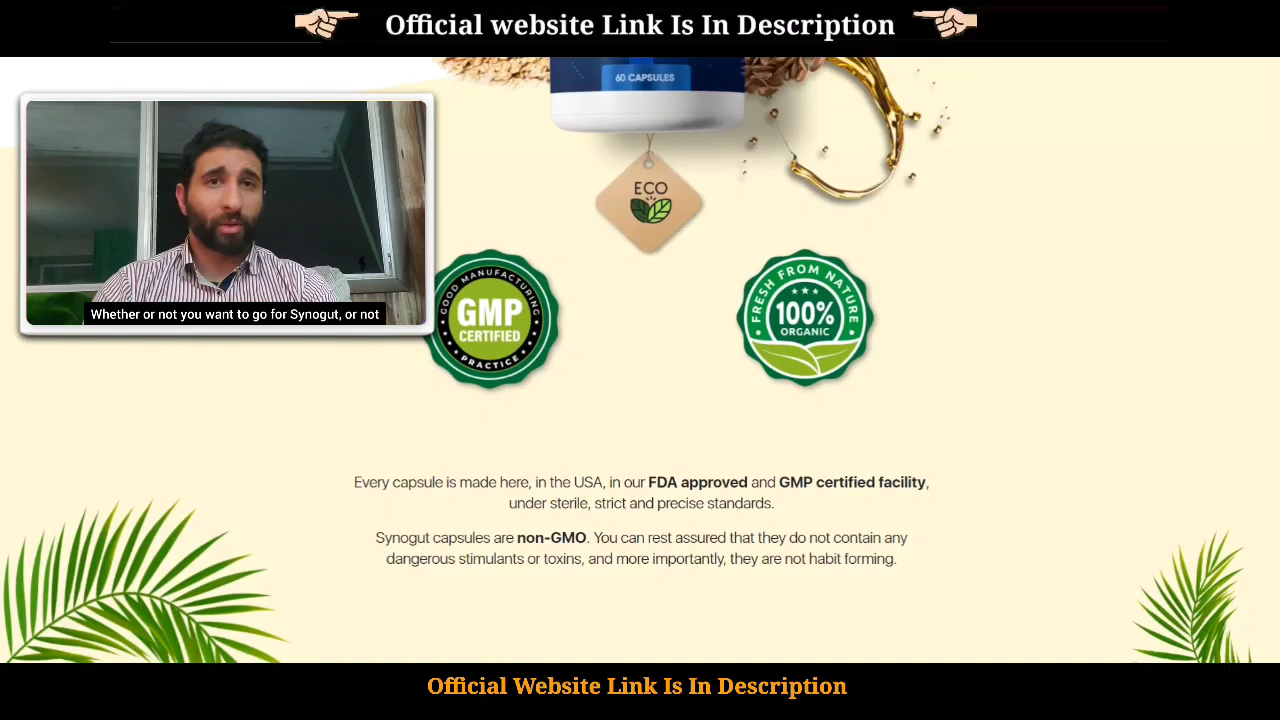 Official website Link Is In Description
60 CAPSULES
ECO
Whether or not you want to go for Synogut, or not
GOOD MANUFACTURING
GMP
CERTIFIED
PRACTICE
FRESH FROM NATURE
100%
ORGANIC
Every capsule is made here, in the USA, in our FDA approved and GMP certified facility,
under sterile, strict and precise standards.
Synogut capsules are non-GMO. You can rest assured that they do not contain any
dangerous stimulants or toxins, and more importantly, they are not habit forming.
Official Website Link Is In Description